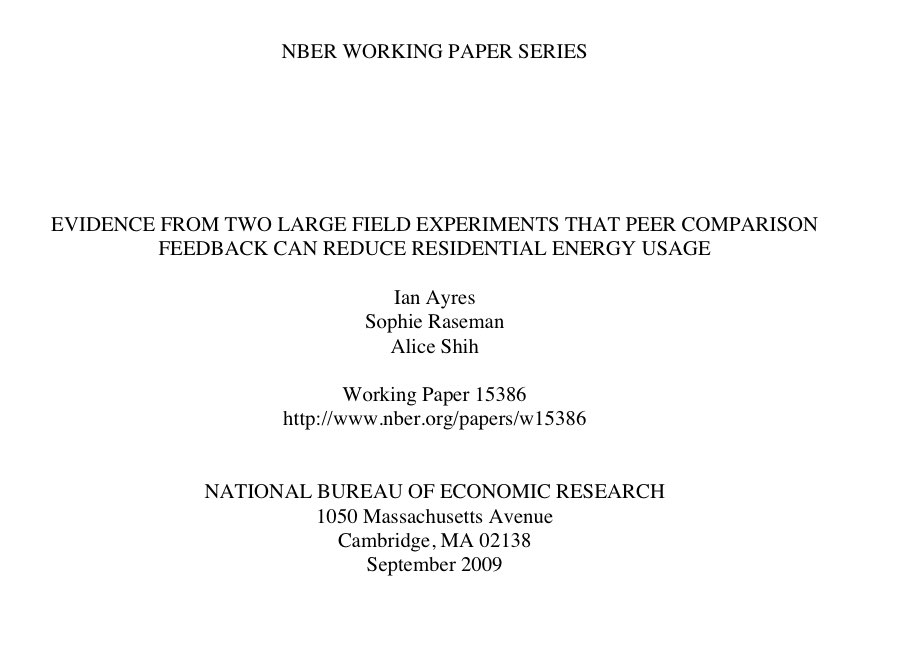 NBER WORKING PAPER SERIES
EVIDENCE FROM TWO LARGE FIELD EXPERIMENTS THAT PEER COMPARISON
FEEDBACK CAN REDUCE RESIDENTIAL ENERGY USAGE
Ian Ayres
Sophie Raseman
Alice Shih
Working Paper 15386
http://www.nber.org/papers/w15386
NATIONAL BUREAU OF ECONOMIC RESEARCH
1050 Massachusetts Avenue
Cambridge, MA 02138
September 2009